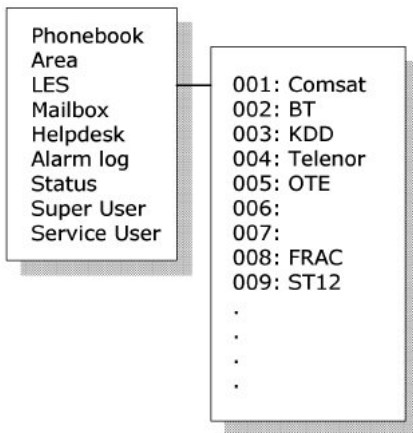 Phonebook
Area
LES
Mailbox
Helpdesk
Alarm log
Status
Super User
Service User
001: Comsat
002: BT
003: KDD
004: Telenor
005: OTE
006:
007:
008: FRAC
009: ST12
.
.
.
.